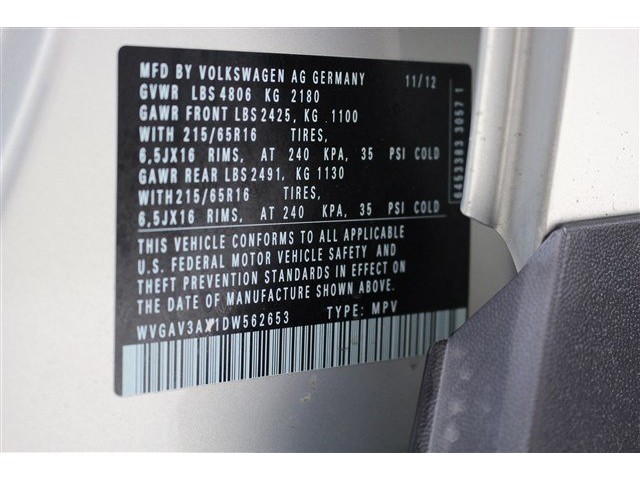 MFD BY VOLKSWAGEN AG GERMANY 11/12
GVWR LBS 4806 KG 2180
GAWR FRONT LBS 2425, KG 1100
WITH 215/65R16 TIRES,
6,5JX16 RIMS, AT 240 KPA, 35 PSI COLD
GAWR REAR LBS 2491, KG 1130
WITH 215/65R16 TIRES,
6,5JX16 RIMS, AT 240 KPA, 35 PSI COLD
THIS VEHICLE CONFORMS TO ALL APPLICABLE
U.S. FEDERAL MOTOR VEHICLE SAFETY AND
THEFT PREVENTION STANDARDS IN EFFECT ON
THE DATE OF MANUFACTURE SHOWN ABOVE.
WVGAV3AX1DW562653 TYPE: MPV
6453383 3057 1